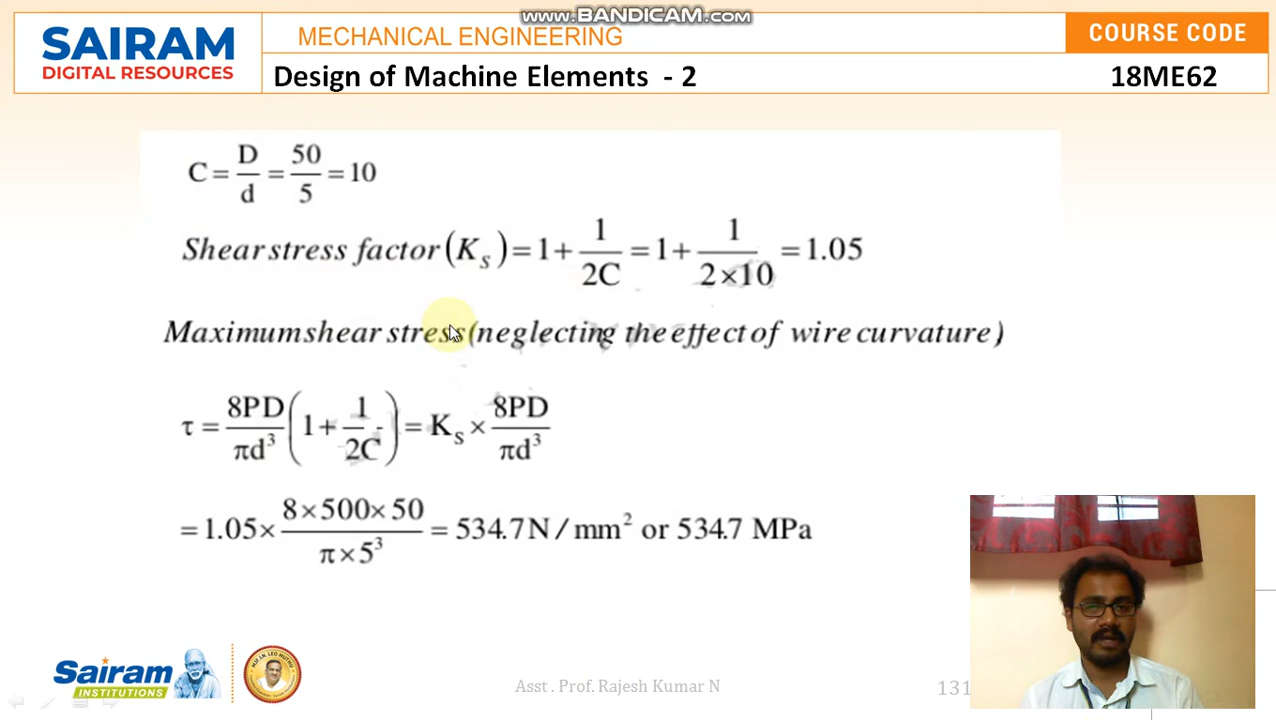 www.BANDICAM.com
SAIRAM
DIGITAL RESOURCES
MECHANICAL ENGINEERING
COURSE CODE
Design of Machine Elements - 2
18ME62
C = D/d = 50/5 = 10
Shear stress factor (Ks) = 1 + 1/2C = 1 + 1/2×10 = 1.05
Maximum shear stress (neglecting the effect of wire curvature)
τ = 8PD/πd³ (1 + 1/2C) = Ks × 8PD/πd³
= 1.05 × 8×500×50/π×5³ = 534.7 N/mm² or 534.7 MPa
Sairam
INSTITUTIONS
Asst . Prof. Rajesh Kumar N
131